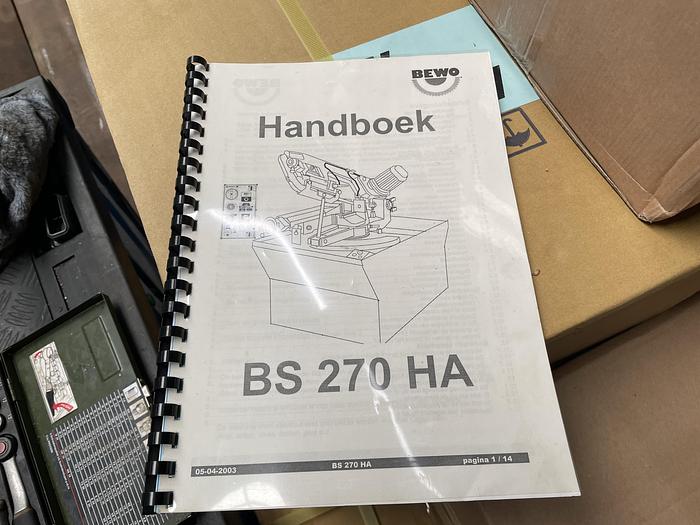 BEWO
Handboek
BS 270 HA
05-04-2003 BS 270 HA pagina 1 / 14